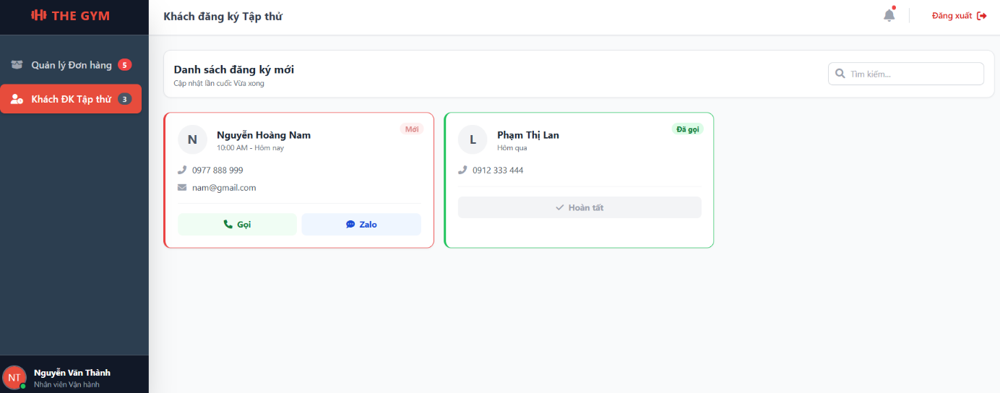 THE GYM
Khách đăng ký Tập thử
Đăng xuất
Quản lý Đơn hàng 5
Khách ĐK Tập thử 3
Danh sách đăng ký mới
Cập nhật lần cuối: Vừa xong
Tìm kiếm...
N
Nguyễn Hoàng Nam
10:00 AM - Hôm nay
Mới
0977 888 999
nam@gmail.com
Gọi
Zalo
L
Phạm Thị Lan
Hôm qua
Đã gọi
0912 333 444
Hoàn tất
NT
Nguyễn Văn Thành
Nhân viên Vận hành